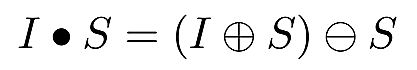 I • S = (I ⊕ S) ⊖ S